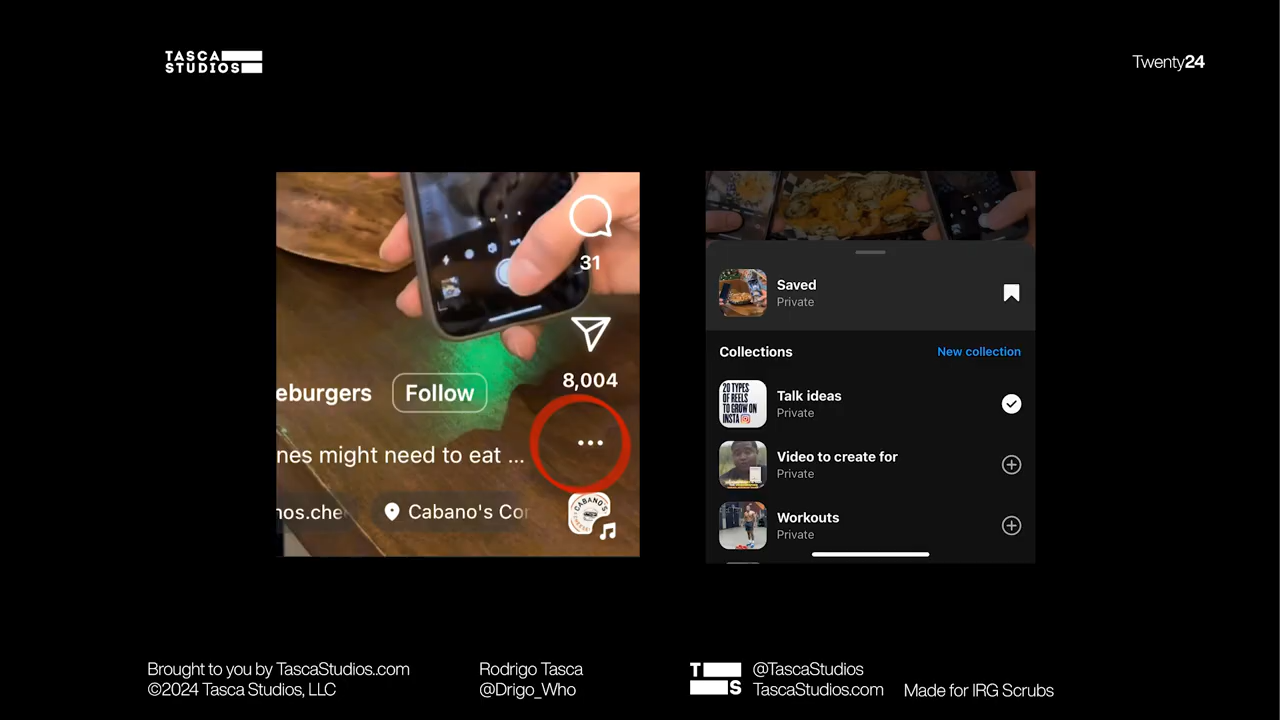 TASCA
STUDIOS
Twenty24
31
8,004
eburgers
Follow
nes might need to eat ...
nos.che
Cabano's Cor
CABANO'S
Saved
Private
Collections
New collection
20 TYPES
OF REELS
TO GROW ON
INSTA
Talk ideas
Private
Video to create for
Private
Workouts
Private
Brought to you by TascaStudios..com
©2024 Tasca Studios, LLC
Rodrigo Tasca
@Drigo_Who
T
S
@TascaStudios
TascaStudios.com
Made for IRG Scrubs